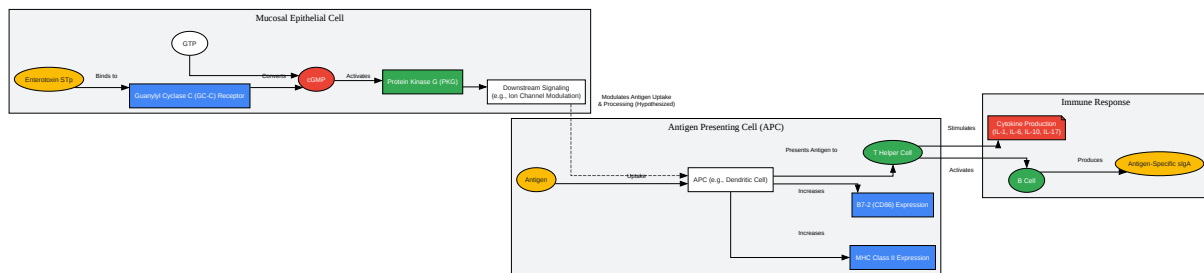 Mucosal Epithelial Cell
GTP
Enterotoxin STp
Binds to
Guanylyl Cyclase (GC-C) Receptor
Converts
cGMP
Activates
Protein Kinase G (PKG)
Downstream Signaling
(e.g., Ion Channel Modulation)
Modulates Antigen Uptake
& Processing (Hypothesized)
Antigen Presenting Cell (APC)
Antigen
Uptake
APC (e.g., Dendritic Cell)
Presents Antigen to
T Helper Cell
Increases
B7-2 (CD86) Expression
Increases
MHC Class II Expression
Immune Response
Stimulates
Cytokine Production
(IL-1, IL-6, IL-10, IL-17)
Activates
B Cell
Produces
Antigen-Specific sIgA